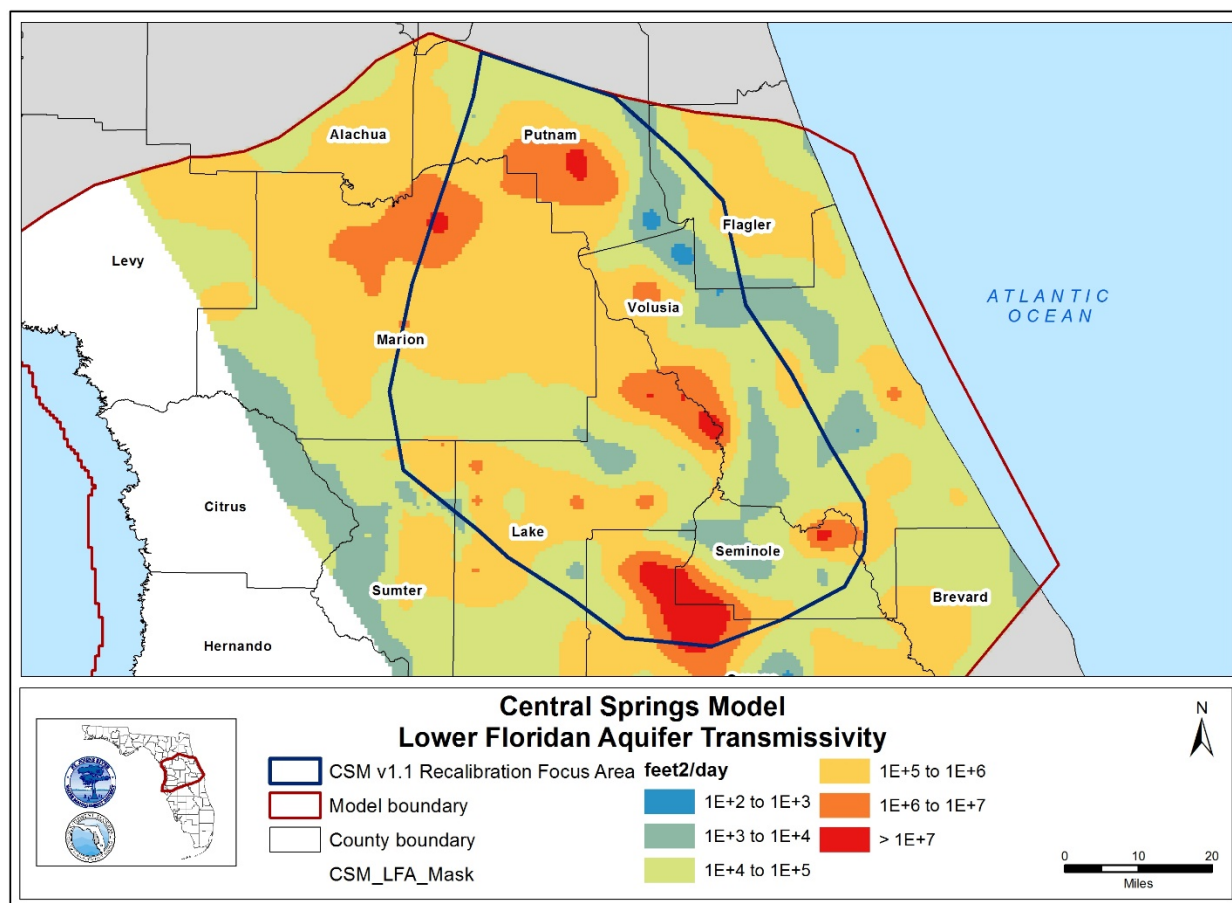 Alachua
Putnam
Flagler
Levy
Volusia
Marion
ATLANTIC
OCEAN
Citrus
Lake
Seminole
Sumter
Brevard
Hernando
Central Springs Model
Lower Floridan Aquifer Transmissivity
N
CSM v1.1 Recalibration Focus Area
Model boundary
County boundary
CSM_LFA_Mask
feet2/day
1E+2 to 1E+3
1E+3 to 1E+4
1E+4 to 1E+5
1E+5 to 1E+6
1E+6 to 1E+7
> 1E+7
0 10 20
Miles